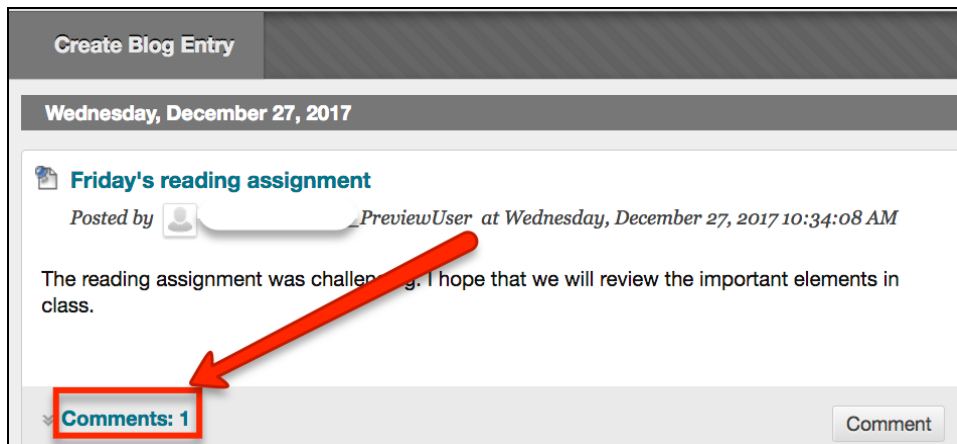 Create Blog Entry
Wednesday, December 27, 2017
Friday's reading assignment
Posted by _PreviewUser at Wednesday, December 27, 2017 10:34:08 AM
The reading assignment was challenging. I hope that we will review the important elements in
class.
Comments: 1
Comment